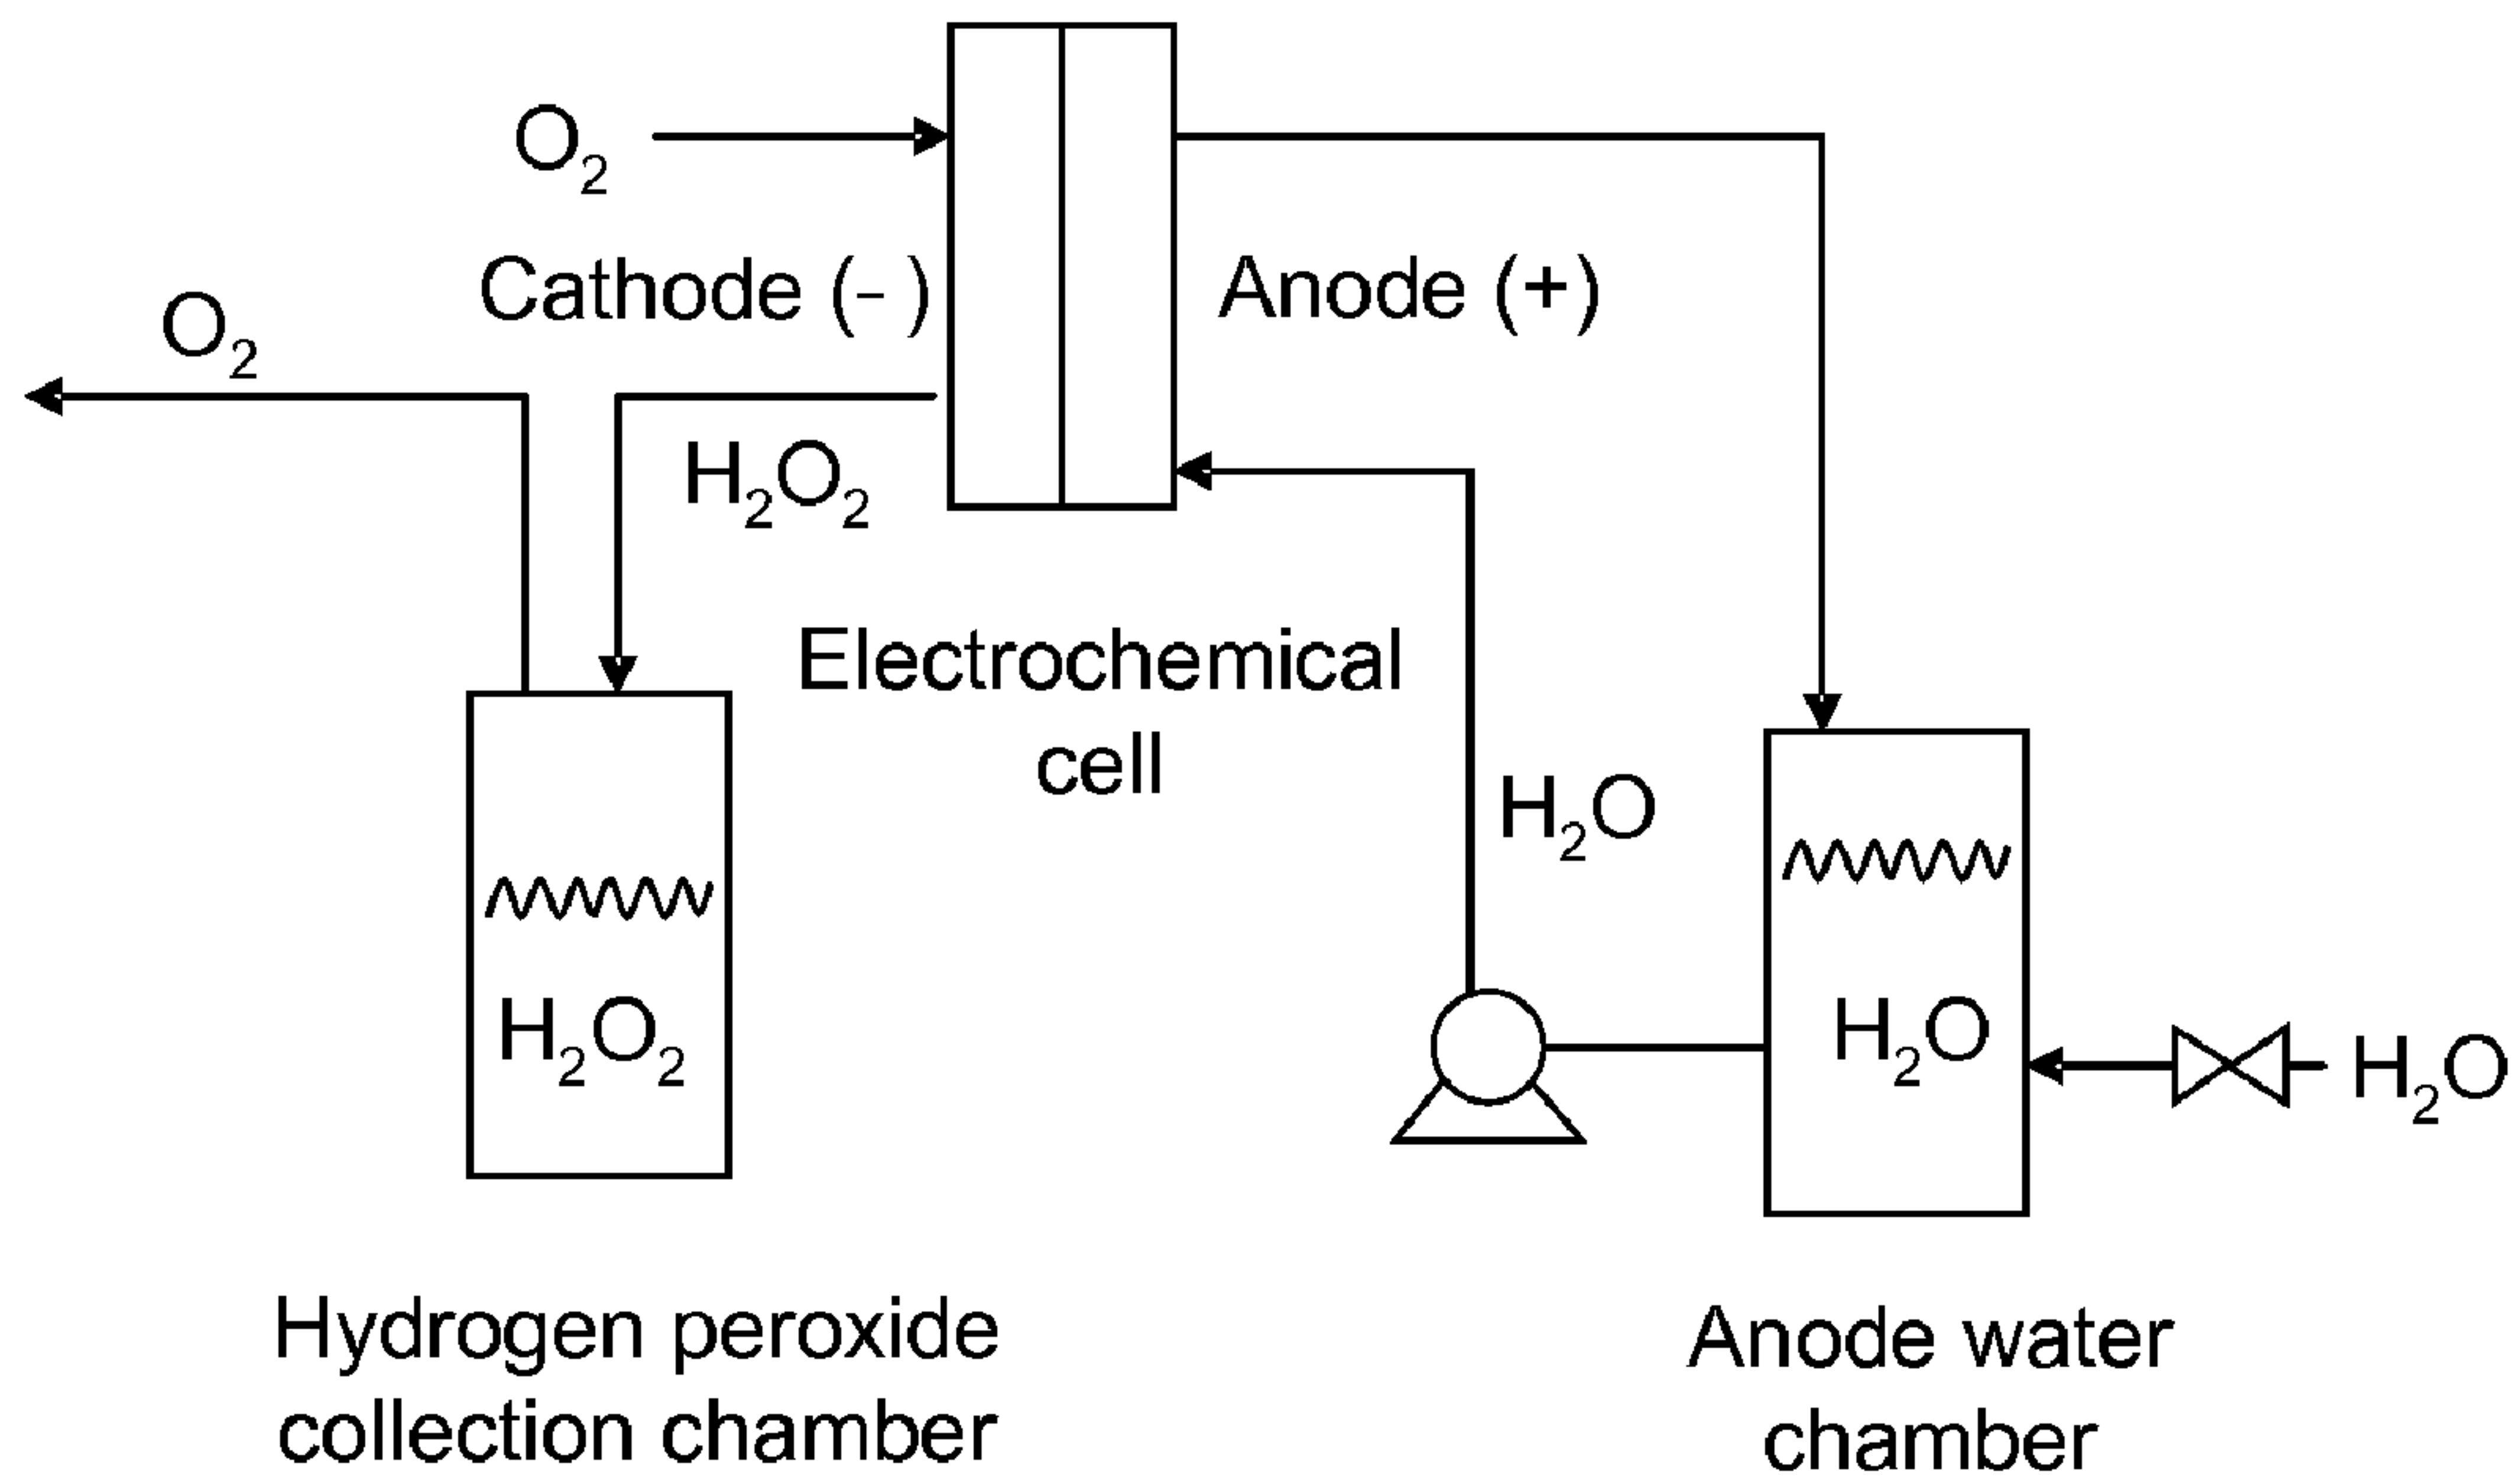 O₂
Cathode (-)
Anode (+)
O₂
H₂O₂
Electrochemical
cell
H₂O
H₂O₂
H₂O
H₂O
Hydrogen peroxide
collection chamber
Anode water
chamber